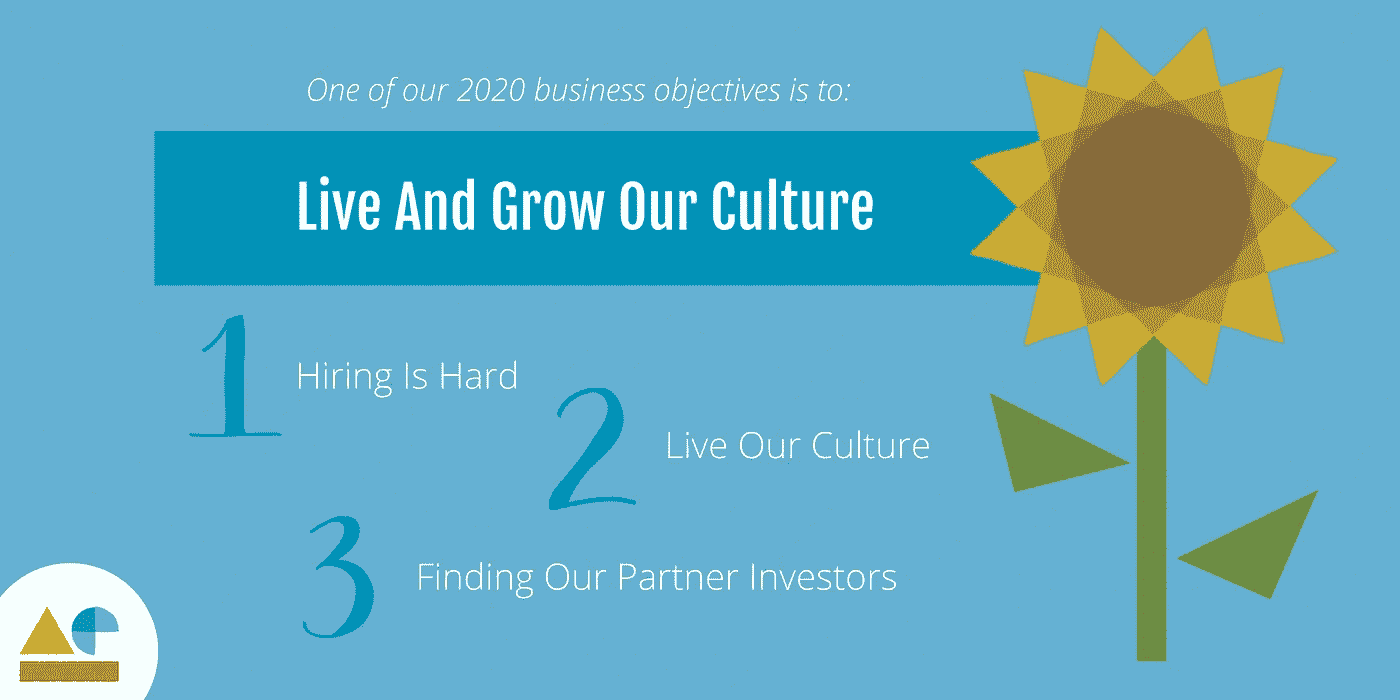 One of our 2020 business objectives is to:
Live And Grow Our Culture
1 Hiring Is Hard
2 Live Our Culture
3 Finding Our Partner Investors